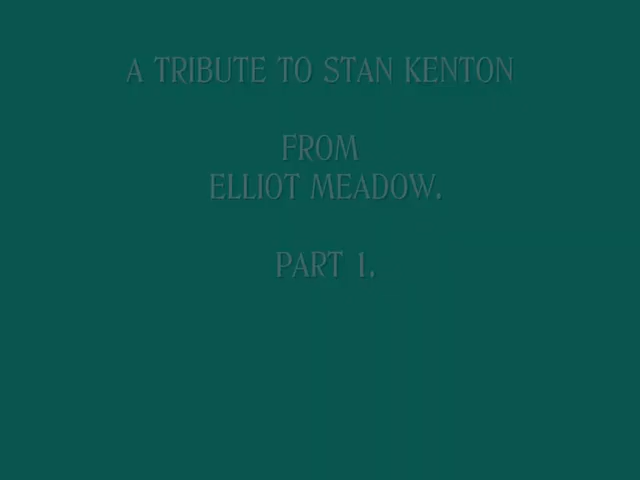 A TRIBUTE TO STAN KENTON
FROM
ELLIOT MEADOW.
PART 1.